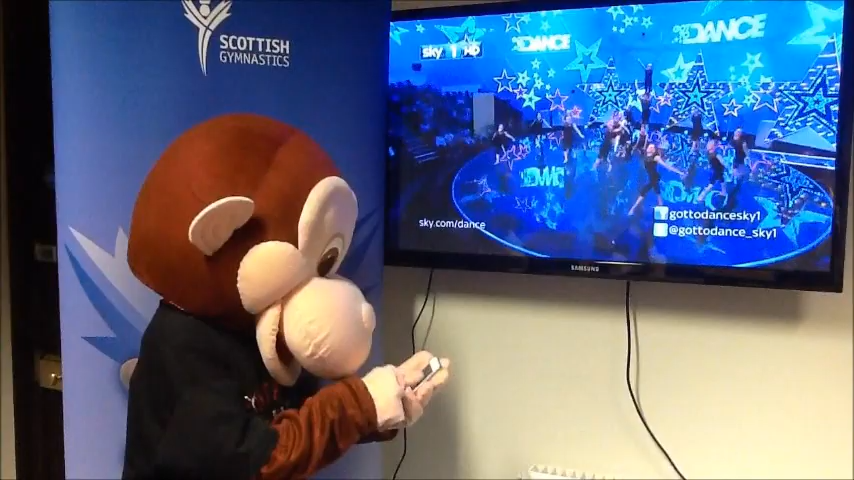 SCOTTISH
GYMNASTICS
sky 1 HD
DANCE
DANCE
sky.com/dance
gottodancesky1
@gottodance_sky1
SAMSUNG